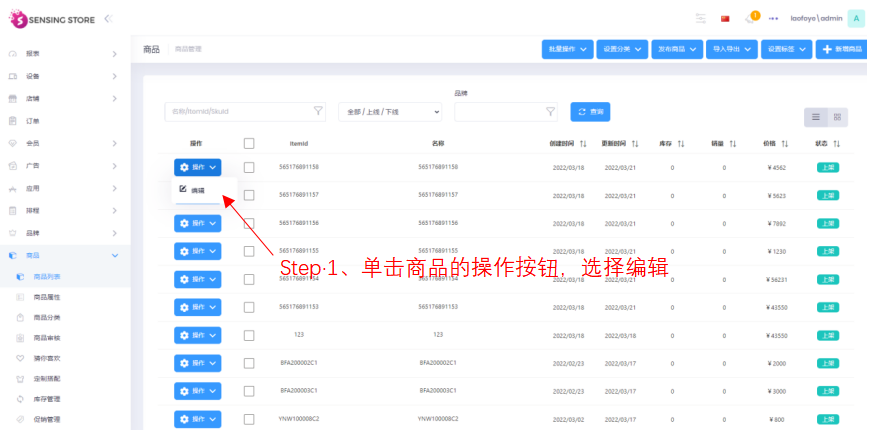 SENSING STORE
1
laofoye\admin
A
报表
设备
店铺
订单
会员
广告
应用
排程
品牌
商品
商品列表
商品属性
商品分类
商品审核
猜你喜欢
定制搭配
库存管理
促销管理
商品 商品管理
批量操作 设置分类 发布商品 导入导出 设置标签 新增商品
品牌
名称/ItemId/Skuid 全部 / 上线 / 下线 查询
操作 ItemId 名称 创建时间 更新时间 库存 销量 价格 状态
操作 565176891158 565176891158 2022/03/18 2022/03/21 0 0 ￥4562 上架
编辑 565176891157 565176891157 2022/03/18 2022/03/21 0 0 ￥5623 上架
操作 565176891156 565176891156 2022/03/18 2022/03/21 0 0 ￥7892 上架
操作 565176891155 565176891155 2022/03/18 2022/03/21 0 0 ￥1230 上架
Step·1、单击商品的操作按钮，选择编辑
操作 565176891154 565176891154 2022/03/18 2022/03/21 0 0 ￥56231 上架
操作 565176891153 565176891153 2022/03/18 2022/03/21 0 0 ￥43550 上架
操作 123 123 2022/03/18 2022/03/18 0 0 ￥43550 上架
操作 BFA200002C1 BFA200002C1 2022/02/23 2022/03/17 0 0 ￥2000 上架
操作 BFA200003C1 BFA200003C1 2022/02/23 2022/03/17 0 0 ￥3000 上架
操作 YNW100008C2 YNW100008C2 2022/03/02 2022/03/17 0 0 ￥800 上架